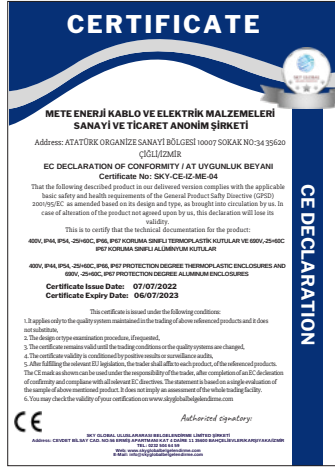 CERTIFICATE
SKY GLOBAL
METE ENERJİ KABLO VE ELEKTRİK MALZEMELERİ
SANAYİ VE TİCARET ANONİM ŞİRKETİ
Address: ATATÜRK ORGANİZE SANAYİ BÖLGESİ 10007 SOKAK NO:34 35620
ÇİĞLİ/İZMİR
EC DECLARATION OF CONFORMITY / AT UYGUNLUK BEYANI
Certificate No: SKY-CE-IZ-ME-04
That the following described product in our delivered version complies with the applicable
basic safety and health requirements of the General Product Safty Directive (GPSD)
2001/95/EC as amended based on its design and type, as brought into circulation by us. In
case of alteration of the product not agreed upon by us, this declaration will lose its
validity.
This is to certify that the technical documentation for the product:
400V, IP44, IP54, -25/+60C, IP66, IP67 KORUMA SINIFLI TERMOPLASTİK KUTULAR VE 690V,-25+60C
IP67 KORUMA SINIFLI ALÜMİNYUM KUTULAR
400V, IP44, IP54, -25/+60C, IP66, IP67 PROTECTION DEGREE THERMOPLASTIC ENCLOSURES AND
690V, -25+60C, IP67 PROTECTION DEGREE ALUMINUM ENCLOSURES
Certificate Issue Date: 07/07/2022
Certificate Expiry Date: 06/07/2023
This certificate is issued under the following conditions:
1. It applies only to the quality system maintained in the trading of above referenced products and it does
not substitute,
2. The design or type examination procedure, if requested,
3. The certificate remains valid until the trading conditions or the quality systems are changed,
4. The certificate validity is conditioned by positive results or surveillance audits,
5. After fulfilling the relevant EU legislation, the trader shall affix to each product, of the referenced products.
The CE mark as shown can be used under the responsibility of the trader, after completion of an EC declaration
of conformity and compliance with all relevant EC directives. The statement is based on a single evaluation of
the sample of above mentioned product. It does not imply an assessment of the whole trading facility.
6. You may check the validity of your certification on www.skyglobalbelgelendirme.com
CE
Authorized signatory:
SKY GLOBAL ULUSLARARASI BELGELENDİRME LİMİTED ŞİRKETİ
TEL: 0232 545 54 59
Web: www.skyglobalbelgelendirme.com
E-Mail: info@skyglobalbelgelendirme.com
CE DECLARATION